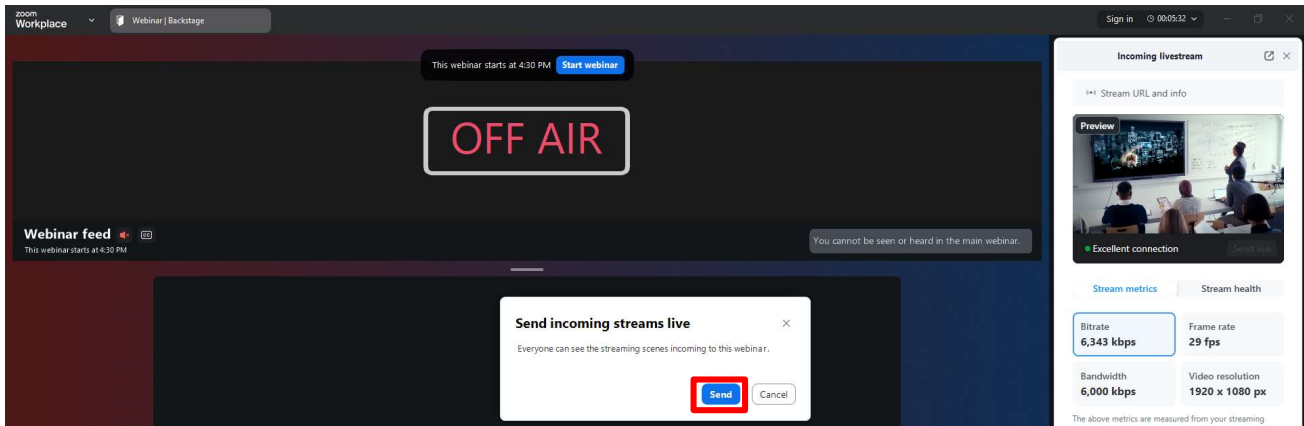 zoom
Workplace
Webinar | Backstage
Sign in
00:05:32
This webinar starts at 4:30 PM
Start webinar
OFF AIR
Webinar feed
CC
This webinar starts at 4:30 PM
You cannot be seen or heard in the main webinar.
Send incoming streams live
Everyone can see the streaming scenes incoming to this webinar.
Send
Cancel
Incoming livestream
Stream URL and info
Preview
Excellent connection
Send live
Stream metrics
Stream health
Bitrate
6,343 kbps
Frame rate
29 fps
Bandwidth
6,000 kbps
Video resolution
1920 x 1080 px
The above metrics are measured from your streaming